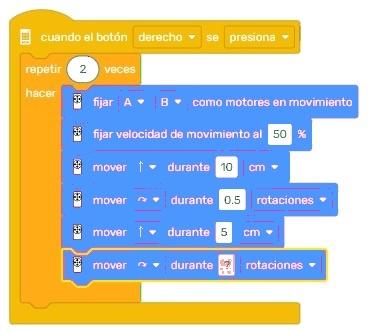 cuando el botón derecho se presiona
repetir 2 veces
hacer
fijar A B como motores en movimiento
fijar velocidad de movimiento al 50 %
mover durante 10 cm
mover durante 0.5 rotaciones
mover durante 5 cm
mover durante ? rotaciones